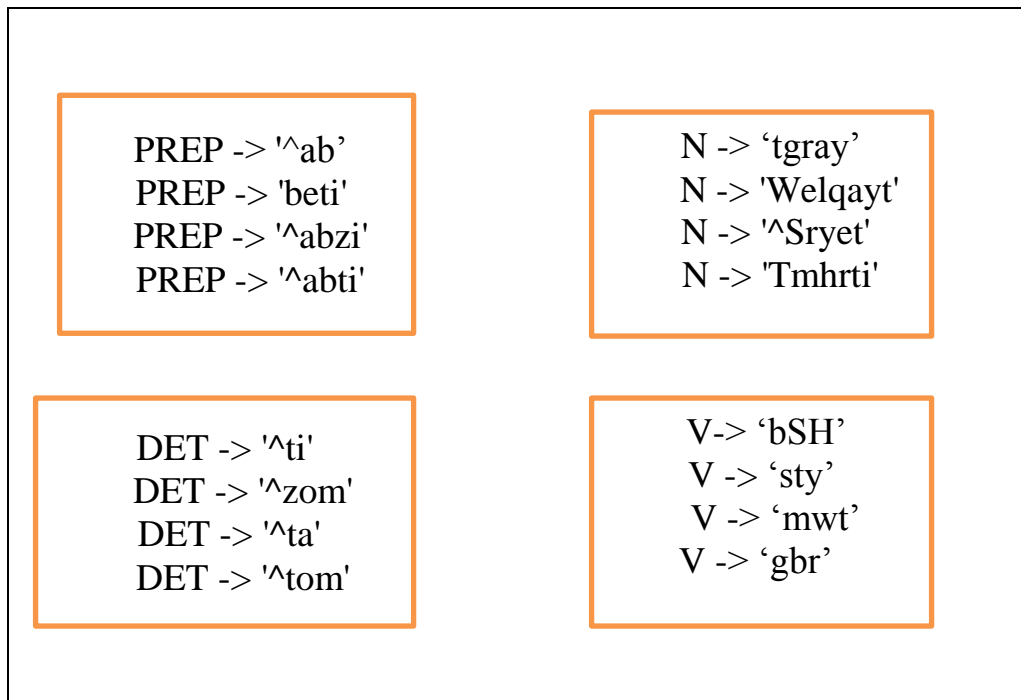 PREP -> '^ab’
PREP -> 'beti'
PREP -> '^abzi'
PREP -> '^abti'
N -> ‘tgray’
N -> 'Welqayt'
N -> '^Sryet'
N -> 'Tmhrti'
DET -> '^ti'
DET -> '^zom'
DET -> '^ta'
DET -> '^tom'
V-> ‘bSH’
V -> ‘sty’
V -> ‘mwt’
V -> ‘gbr’